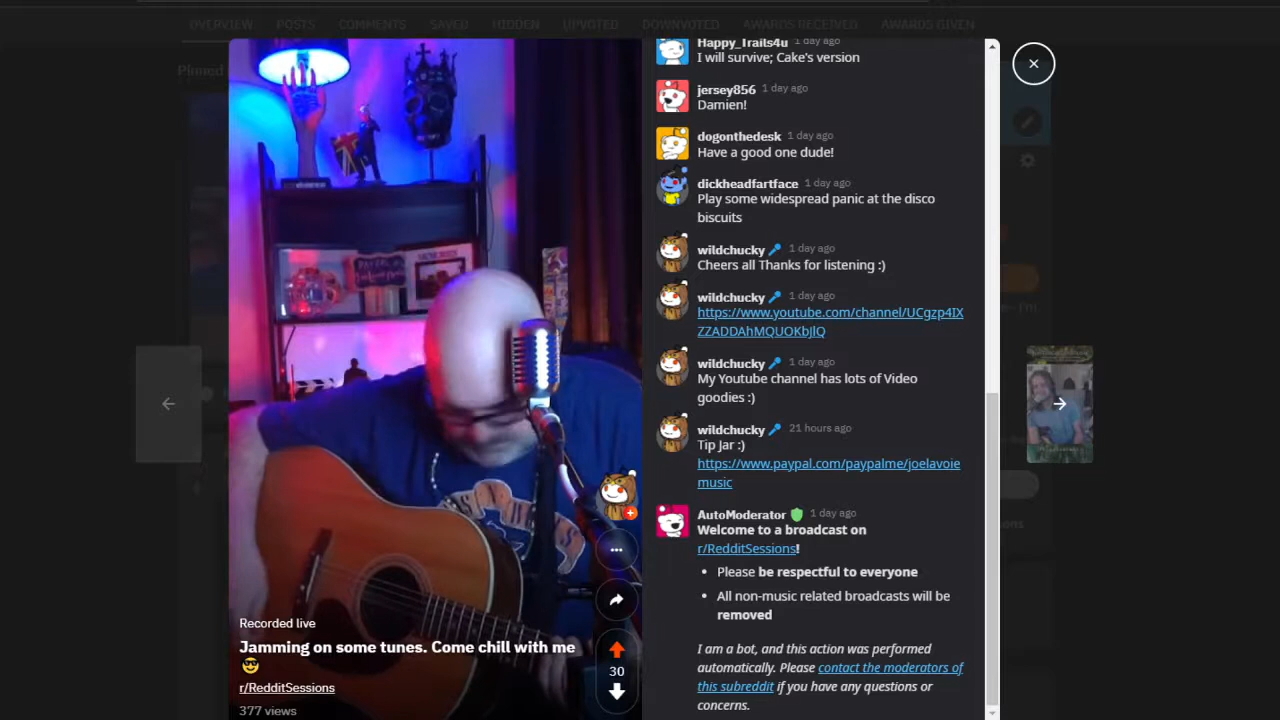 OVERVIEW POSTS COMMENTS SAVED HIDDEN UPVOTED DOWNVOTED AWARDS RECEIVED AWARDS GIVEN
Pinned
Happy_Trails4u 1 day ago
I will survive; Cake's version
jersey856 1 day ago
Damien!
dogonthedesk 1 day ago
Have a good one dude!
dickheadfartface 1 day ago
Play some widespread panic at the disco
biscuits
wildchucky 1 day ago
Cheers all Thanks for listening :)
wildchucky 1 day ago
https://www.youtube.com/channel/UCgzp4IX
ZZADDAhMQUOKbJlQ
wildchucky 1 day ago
My Youtube channel has lots of Video
goodies :)
wildchucky 21 hours ago
Tip Jar :)
https://www.paypal.com/paypalme/joelavoie
music
AutoModerator 1 day ago
Welcome to a broadcast on
r/RedditSessions!
• Please be respectful to everyone
• All non-music related broadcasts will be
removed
I am a bot, and this action was performed
automatically. Please contact the moderators of
this subreddit if you have any questions or
concerns.
Recorded live
Jamming on some tunes. Come chill with me
😎
r/RedditSessions
377 views
30